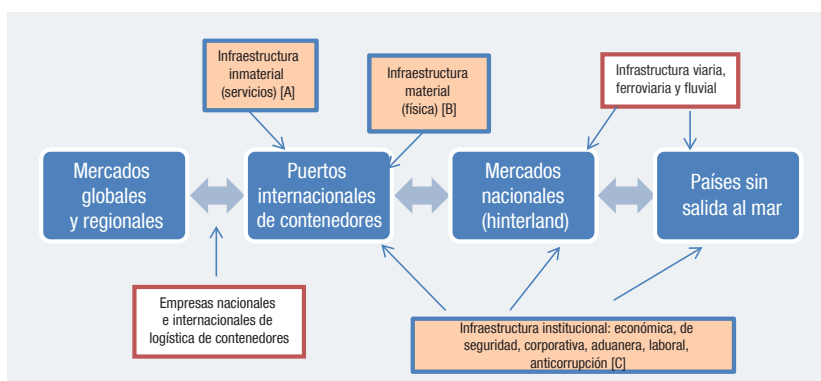 Infraestructura
inmaterial
(servicios) [A]
Infraestructura
material
(física) [B]
Infrastructura viaria,
ferroviaria y fluvial
Mercados
globales
y regionales
Puertos
internacionales
de contenedores
Mercados
nacionales
(hinterland)
Países sin
salida al mar
Empresas nacionales
e internacionales de
logística de contenedores
Infraestructura institucional: económica, de
seguridad, corporativa, aduanera, laboral,
anticorrupción [C]